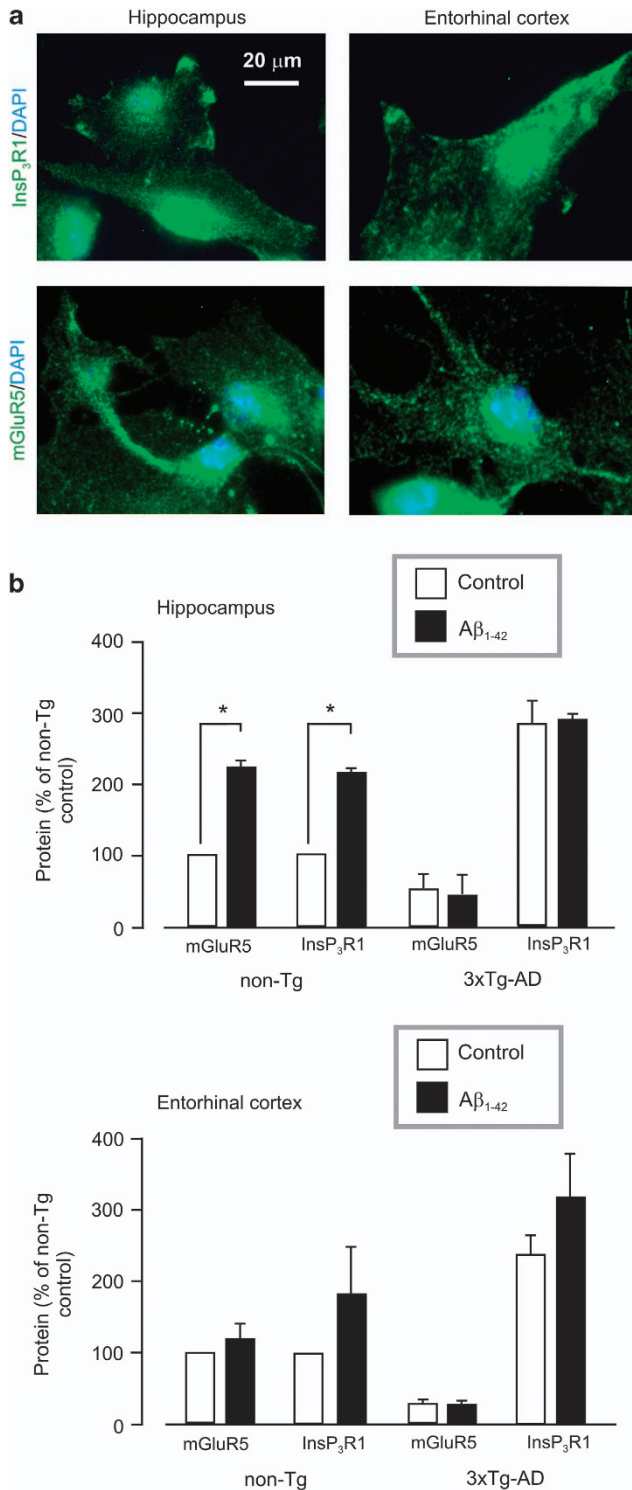 a
Hippocampus
Entorhinal cortex
20 μm
InsP₃R1/DAPI
mGluR5/DAPI
b
Control
Aβ₁₋₄₂
Hippocampus
Protein (% of non-Tg
control)
400
300
200
100
0
*
*
mGluR5
InsP₃R1
mGluR5
InsP₃R1
non-Tg
3xTg-AD
Control
Aβ₁₋₄₂
Entorhinal cortex
Protein (% of non-Tg
control)
400
300
200
100
0
mGluR5
InsP₃R1
mGluR5
InsP₃R1
non-Tg
3xTg-AD